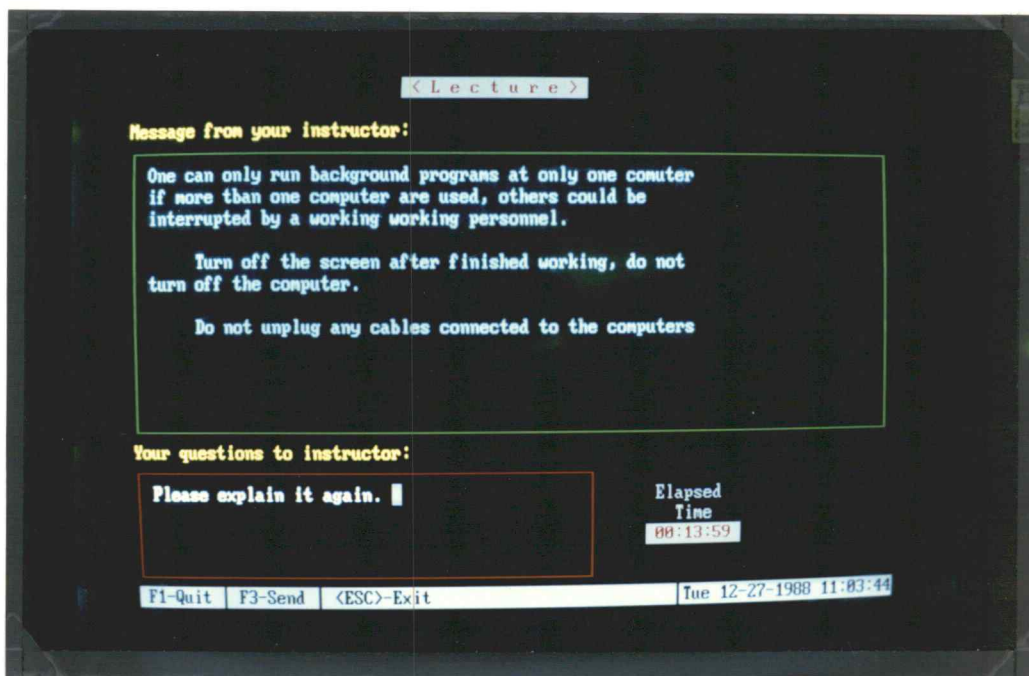 <Lecture>
Message from your instructor:
One can only run background programs at only one comuter
if more than one computer are used, others could be
interrupted by a working working personnel.
Turn off the screen after finished working, do not
turn off the computer.
Do not unplug any cables connected to the computers
Your questions to instructor:
Please explain it again.
Elapsed
Time
00:13:59
F1-Quit F3-Send <ESC>-Exit Tue 12-27-1988 11:03:44